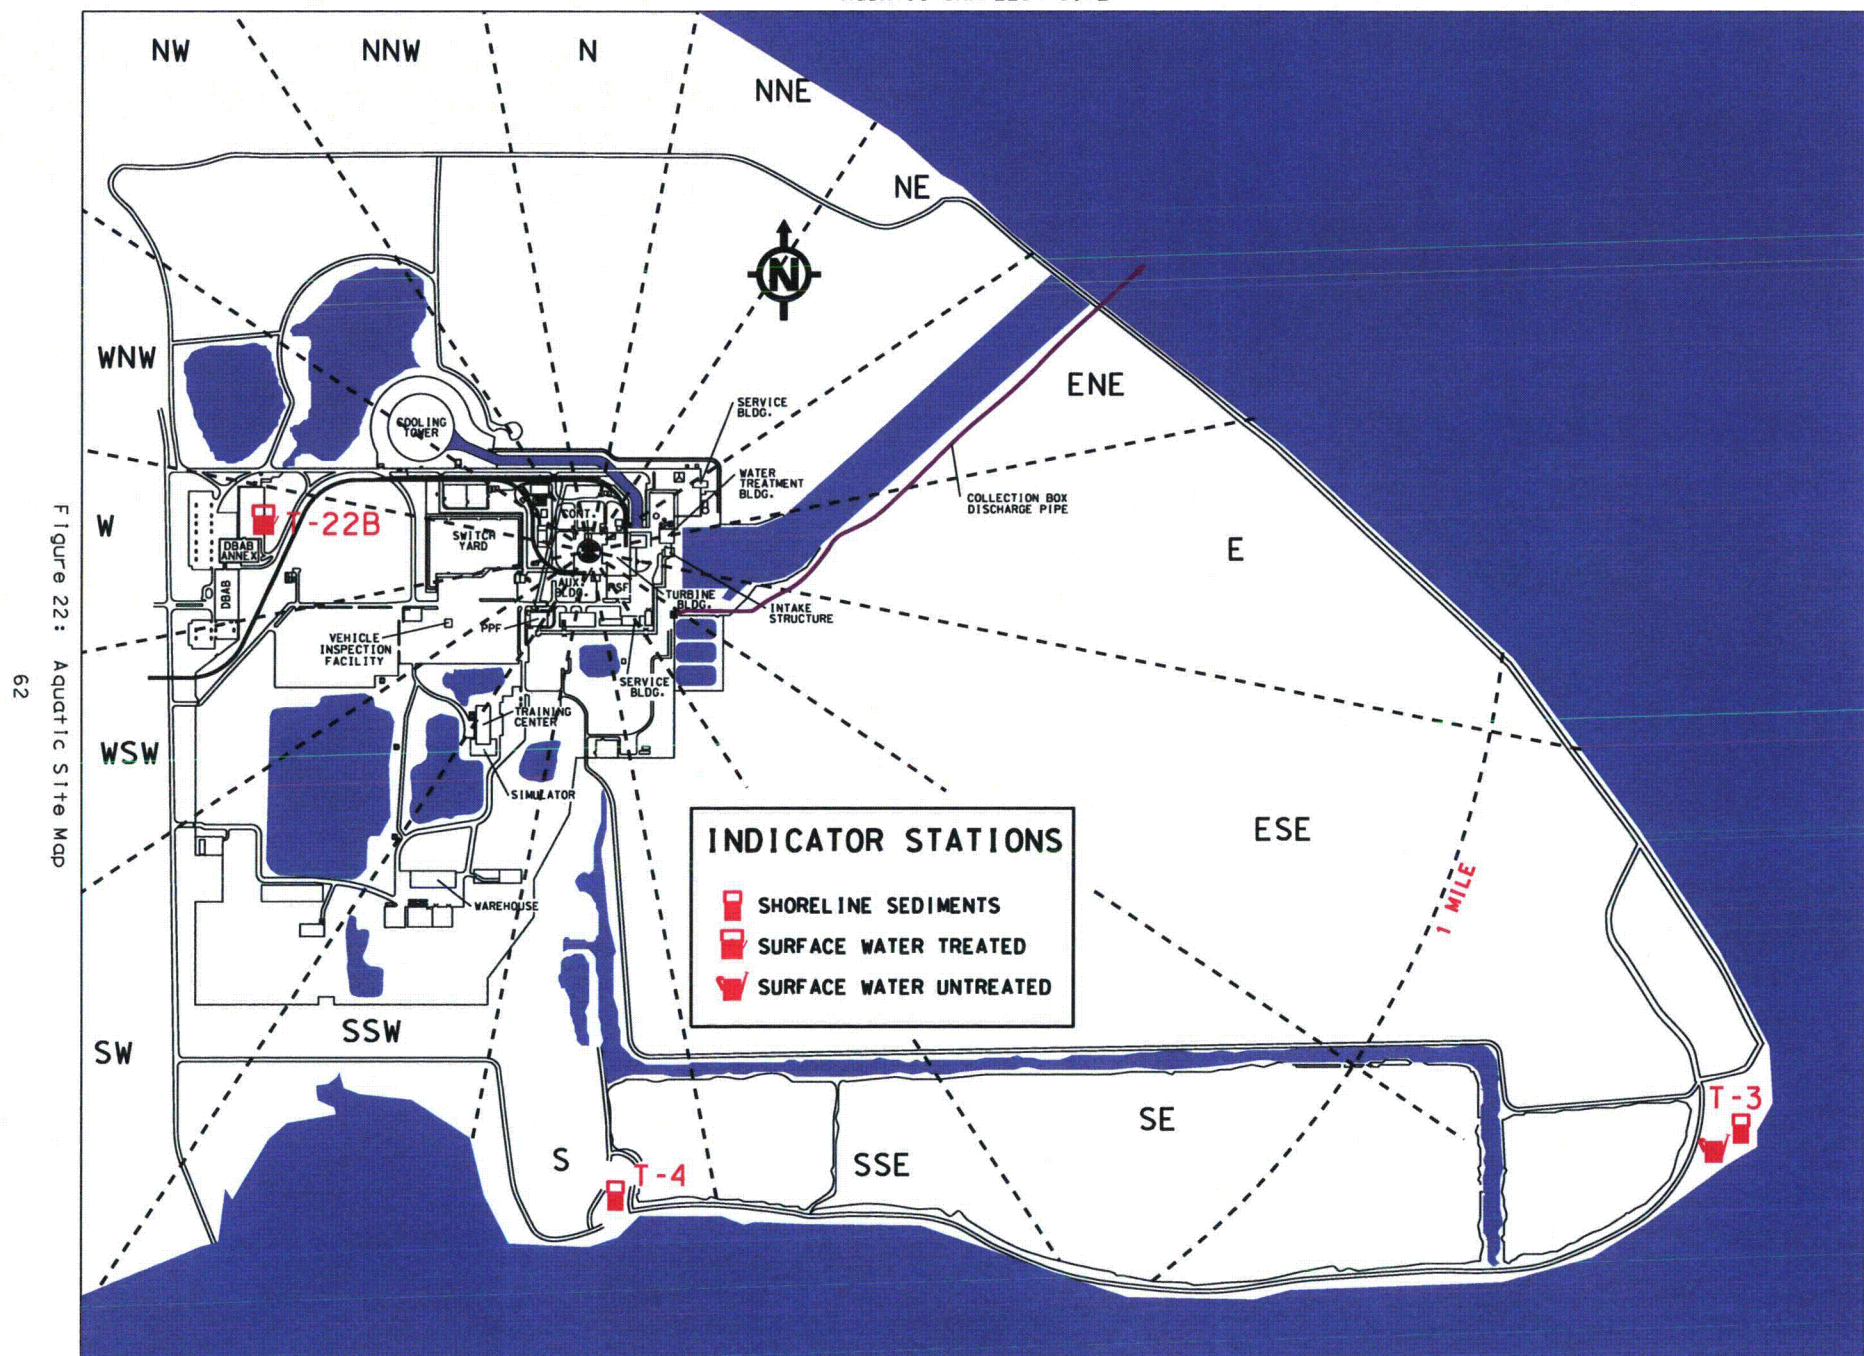 NW
NNW
N
NNE
NE
N
WNW
ENE
COOLING
TOWER
SERVICE
BLDG.
WATER
TREATMENT
BLDG.
COLLECTION BOX
DISCHARGE PIPE
W
T-22B
CONT.
SWITCH
YARD
E
DBAB
ANNEX
DBAB
AUX.
BLDG.
TURBINE
BLDG.
INTAKE
STRUCTURE
PPF
VEHICLE
INSPECTION
FACILITY
SERVICE
BLDG.
TRAINING
CENTER
WSW
SIMULATOR
INDICATOR STATIONS
SHORELINE SEDIMENTS
SURFACE WATER TREATED
SURFACE WATER UNTREATED
ESE
1 MILE
WAREHOUSE
SSW
SW
T-3
SE
S
SSE
T-4
Figure 22: Aquatic Site Map
62